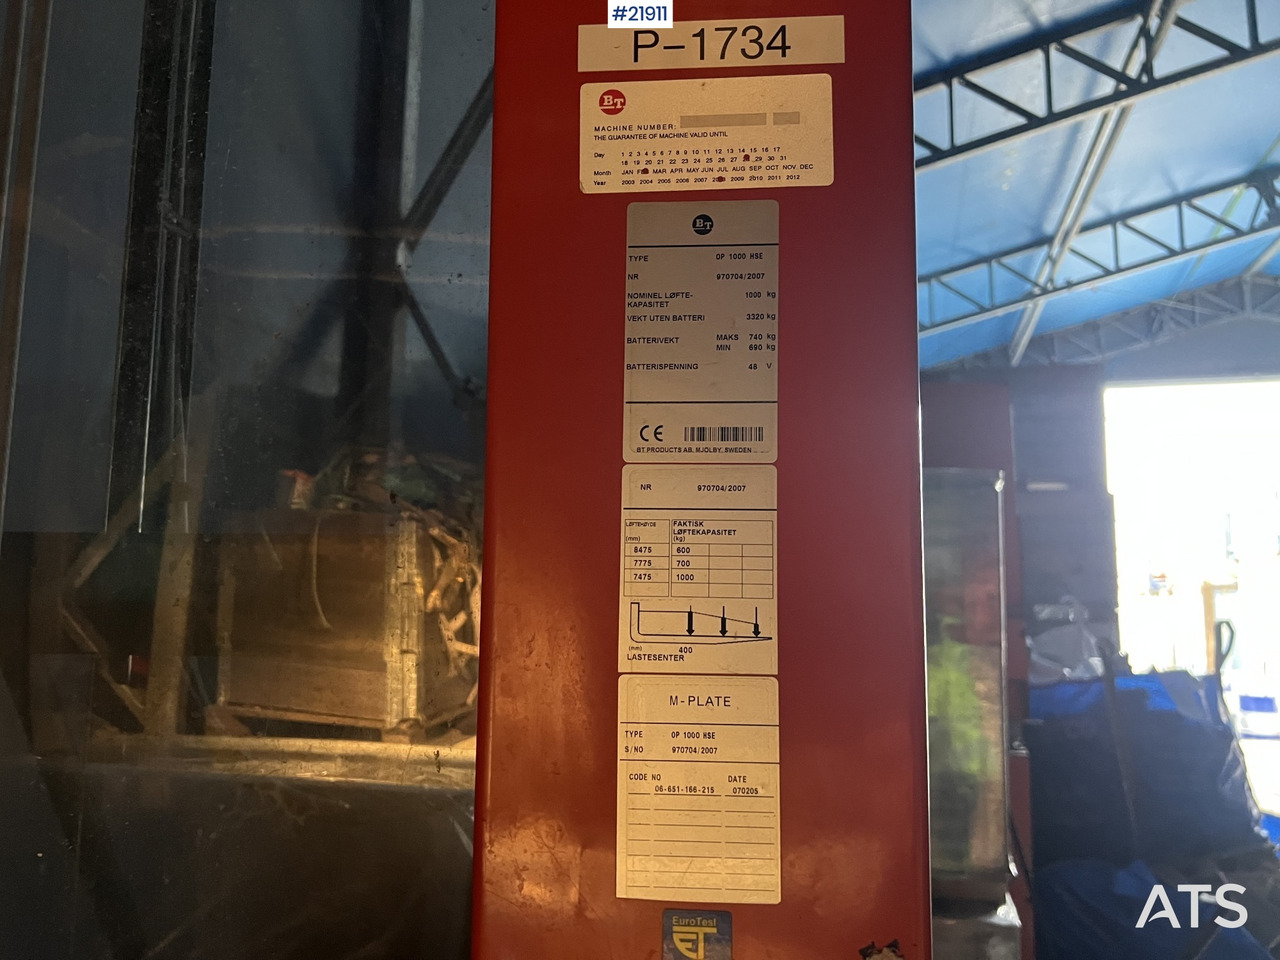 #21911
P-1734
BT
MACHINE NUMBER:
THE GUARANTEE OF MACHINE VALID UNTIL
Day 1 2 3 4 5 6 7 8 9 10 11 12 13 14 15 16 17
18 19 20 21 22 23 24 25 26 27 29 30 31
Month JAN MAR APR MAY JUN JUL AUG SEP OCT NOV DEC
Year 2003 2004 2005 2006 2007 2009 2010 2011 2012
BT
TYPE OP 1000 HSE
NR 970704/2007
NOMINEL LØFTE-
KAPASITET 1000 kg
VEKT UTEN BATTERI 3320 kg
BATTERIVEKT MAKS 740 kg
MIN 690 kg
BATTERISPENNING 48 V
CE
BT PRODUCTS AB, MJÖLBY, SWEDEN
NR 970704/2007
LØFTEHØYDE (mm) FAKTISK LØFTEKAPASITET (kg)
8475 600
7775 700
7475 1000
(mm) 400
LASTESENTER
M-PLATE
TYPE OP 1000 HSE
S/NO 970704/2007
CODE NO DATE
06-651-166-215 070205
EuroTest
ET
ATS